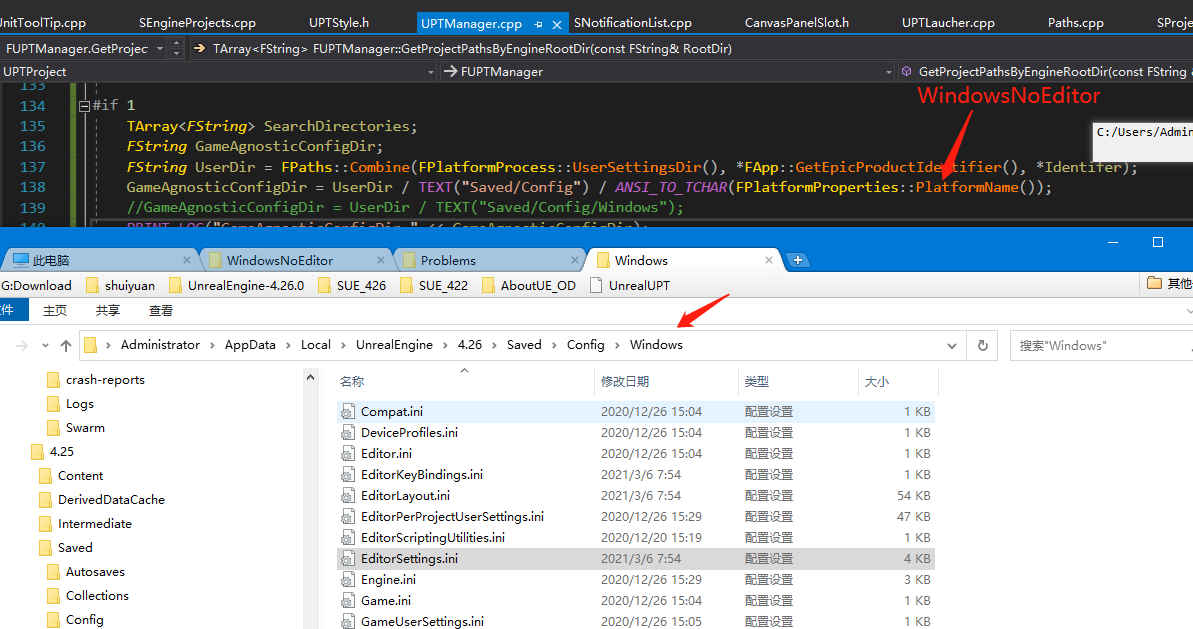 UnitToolTip.cpp SEngineProjects.cpp UPTStyle.h UPTManager.cpp SNotificationList.cpp CanvasPanelSlot.h UPTLaucher.cpp Paths.cpp SProje
FUPTManager.GetProjec TArray<FString> FUPTManager::GetProjectPathsByEngineRootDir(const FString& RootDir)
UPTProject FUPTManager GetProjectPathsByEngineRootDir(const FString
133
WindowsNoEditor
134 #if 1
135 TArray<FString> SearchDirectories;
C:/Users/Admin
136 FString GameAgnosticConfigDir;
137 FString UserDir = FPaths::Combine(FPlatformProcess::UserSettingsDir(), *FApp::GetEpicProductIdentifier(), *Identifer);
138 GameAgnosticConfigDir = UserDir / TEXT("Saved/Config") / ANSI_TO_TCHAR(FPlatformProperties::PlatformName());
139 //GameAgnosticConfigDir = UserDir / TEXT("Saved/Config/Windows");
140 PRINT_LOG("GameAgnosticConfigDir " << GameAgnosticConfigDir);
此电脑 WindowsNoEditor Problems Windows
G:Download shuiyuan UnrealEngine-4.26.0 SUE_426 SUE_422 AboutUE_OD UnrealUPT 其他
件 主页 共享 查看
Administrator AppData Local UnrealEngine 4.26 Saved Config Windows 搜索"Windows"
crash-reports
Logs
Swarm
4.25
Content
DerivedDataCache
Intermediate
Saved
Autosaves
Collections
Config
名称 修改日期 类型 大小
Compat.ini 2020/12/26 15:04 配置设置 1 KB
DeviceProfiles.ini 2020/12/26 15:04 配置设置 1 KB
Editor.ini 2020/12/26 15:04 配置设置 1 KB
EditorKeyBindings.ini 2021/3/6 7:54 配置设置 1 KB
EditorLayout.ini 2021/3/6 7:54 配置设置 54 KB
EditorPerProjectUserSettings.ini 2020/12/26 15:29 配置设置 47 KB
EditorScriptingUtilities.ini 2020/12/20 15:19 配置设置 1 KB
EditorSettings.ini 2021/3/6 7:54 配置设置 4 KB
Engine.ini 2020/12/26 15:29 配置设置 3 KB
Game.ini 2020/12/26 15:04 配置设置 1 KB
GameUserSettings.ini 2020/12/26 15:05 配置设置 1 KB